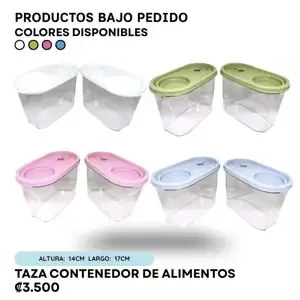 PRODUCTOS BAJO PEDIDO
COLORES DISPONIBLES
ALTURA: 14CM LARGO: 17CM
TAZA CONTENEDOR DE ALIMENTOS
₡3.500